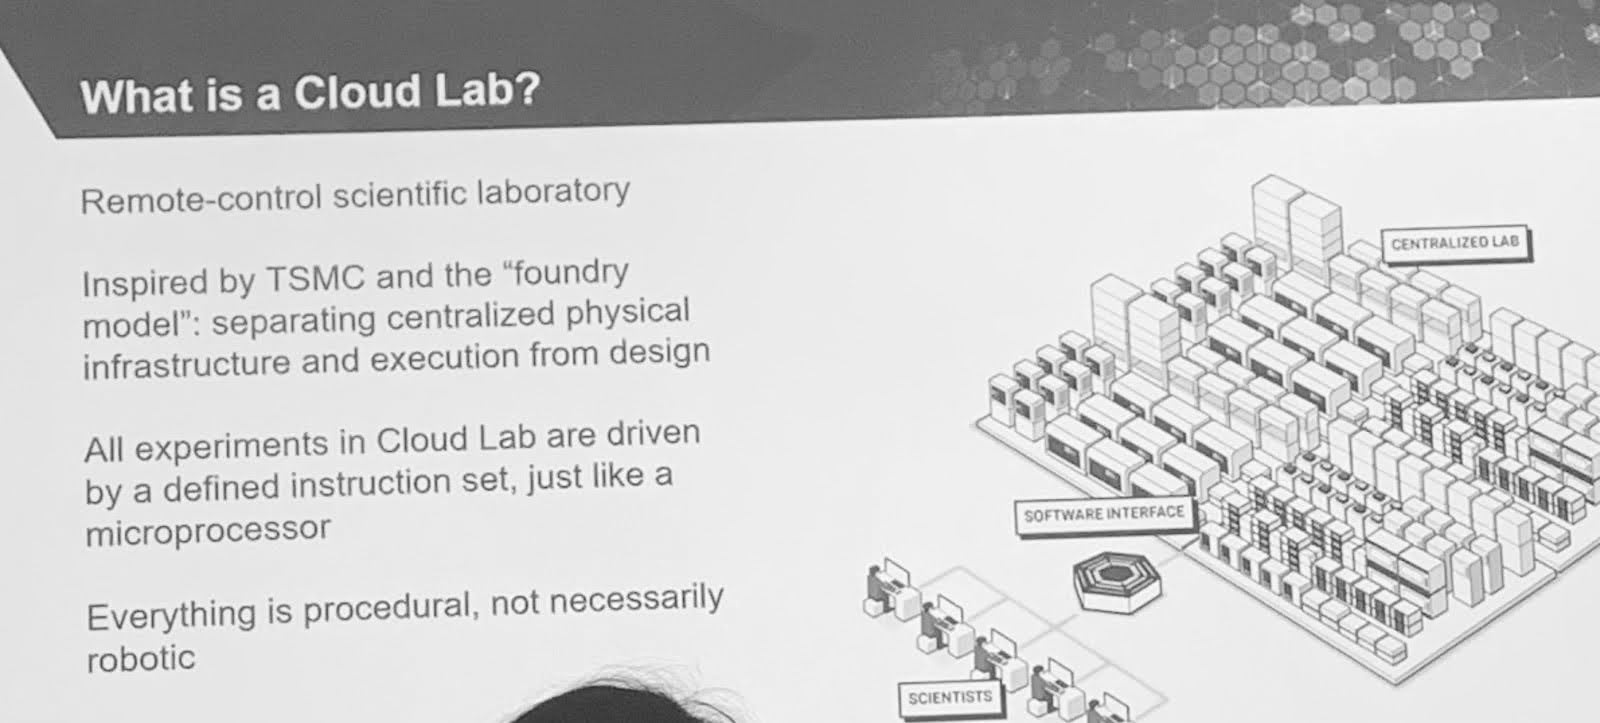 What is a Cloud Lab?
Remote-control scientific laboratory
Inspired by TSMC and the “foundry
model”: separating centralized physical
infrastructure and execution from design
All experiments in Cloud Lab are driven
by a defined instruction set, just like a
microprocessor
Everything is procedural, not necessarily
robotic
CENTRALIZED LAB
SOFTWARE INTERFACE
SCIENTISTS